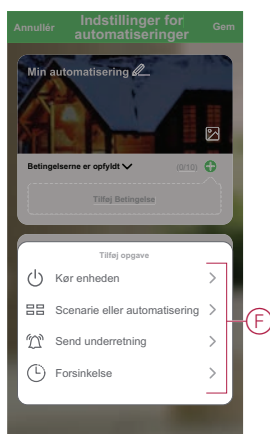 Annullér
Indstillinger for
automatiseringer
Gem
Min automatisering
Betingelserne er opfyldt
(0/10)
Tilføj Betingelse
Tilføj opgave
Kør enheden
Scenarie eller automatisering
Send underretning
Forsinkelse
F